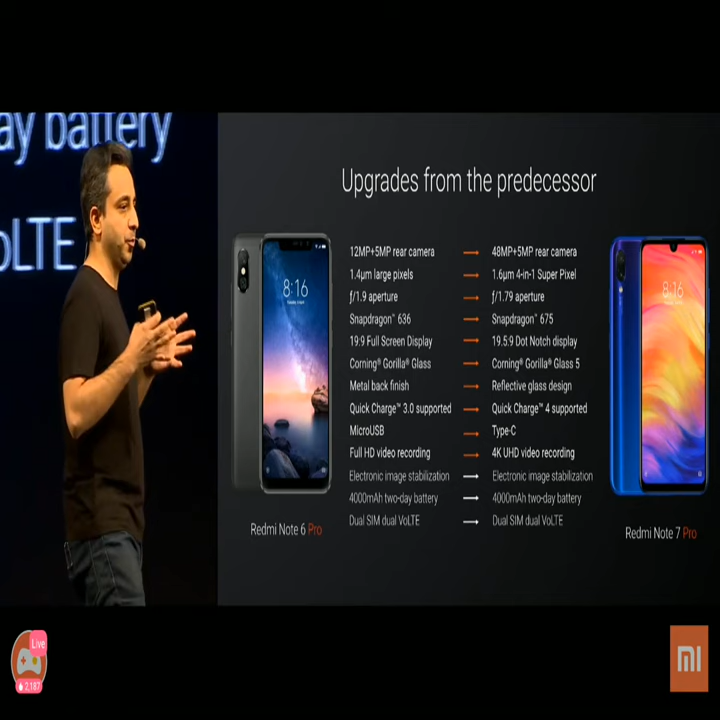 ay battery
oLTE
Upgrades from the predecessor
12MP+5MP rear camera → 48MP+5MP rear camera
1.4μm large pixels → 1.6μm 4-in-1 Super Pixel
ƒ/1.9 aperture → ƒ/1.79 aperture
Snapdragon™ 636 → Snapdragon™ 675
19:9 Full Screen Display → 19.5:9 Dot Notch display
Corning® Gorilla® Glass → Corning® Gorilla® Glass 5
Metal back finish → Reflective glass design
Quick Charge™ 3.0 supported → Quick Charge™ 4 supported
MicroUSB → Type-C
Full HD video recording → 4K UHD video recording
Electronic image stabilization → Electronic image stabilization
4000mAh two-day battery → 4000mAh two-day battery
Dual SIM dual VoLTE → Dual SIM dual VoLTE
8:16
8:16
Redmi Note 6 Pro
Redmi Note 7 Pro
Live
2,187
MI